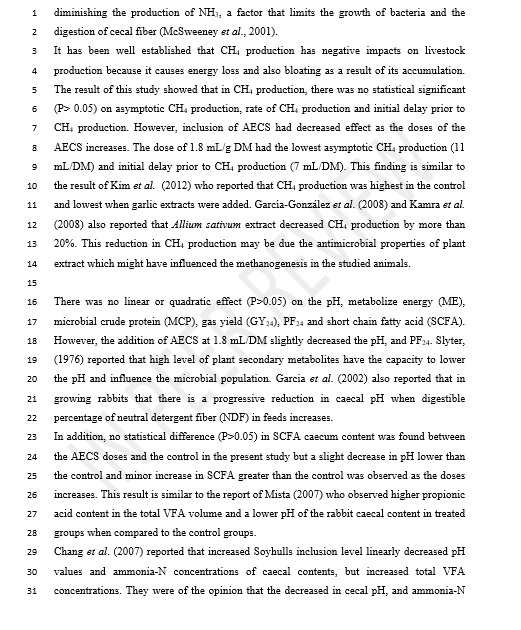 1 diminishing the production of NH₃, a factor that limits the growth of bacteria and the
2 digestion of cecal fiber (McSweeney et al., 2001).
3 It has been well established that CH₄ production has negative impacts on livestock
4 production because it causes energy loss and also bloating as a result of its accumulation.
5 The result of this study showed that in CH₄ production, there was no statistical significant
6 (P> 0.05) on asymptotic CH₄ production, rate of CH₄ production and initial delay prior to
7 CH₄ production. However, inclusion of AECS had decreased effect as the doses of the
8 AECS increases. The dose of 1.8 mL/g DM had the lowest asymptotic CH₄ production (11
9 mL/DM) and initial delay prior to CH₄ production (7 mL/DM). This finding is similar to
10 the result of Kim et al. (2012) who reported that CH₄ production was highest in the control
11 and lowest when garlic extracts were added. García-González et al. (2008) and Kamra et al.
12 (2008) also reported that Allium sativum extract decreased CH₄ production by more than
13 20%. This reduction in CH₄ production may be due the antimicrobial properties of plant
14 extract which might have influenced the methanogenesis in the studied animals.
15
16 There was no linear or quadratic effect (P>0.05) on the pH, metabolize energy (ME),
17 microbial crude protein (MCP), gas yield (GY₂₄), PF₂₄ and short chain fatty acid (SCFA).
18 However, the addition of AECS at 1.8 mL/DM slightly decreased the pH, and PF₂₄. Slyter,
19 (1976) reported that high level of plant secondary metabolites have the capacity to lower
20 the pH and influence the microbial population. Garcia et al. (2002) also reported that in
21 growing rabbits that there is a progressive reduction in caecal pH when digestible
22 percentage of neutral detergent fiber (NDF) in feeds increases.
23 In addition, no statistical difference (P>0.05) in SCFA caecum content was found between
24 the AECS doses and the control in the present study but a slight decrease in pH lower than
25 the control and minor increase in SCFA greater than the control was observed as the doses
26 increases. This result is similar to the report of Mista (2007) who observed higher propionic
27 acid content in the total VFA volume and a lower pH of the rabbit caecal content in treated
28 groups when compared to the control groups.
29 Chang et al. (2007) reported that increased Soyhulls inclusion level linearly decreased pH
30 values and ammonia-N concentrations of caecal contents, but increased total VFA
31 concentrations. They were of the opinion that the decreased in cecal pH, and ammonia-N
IN PEER REVIEW